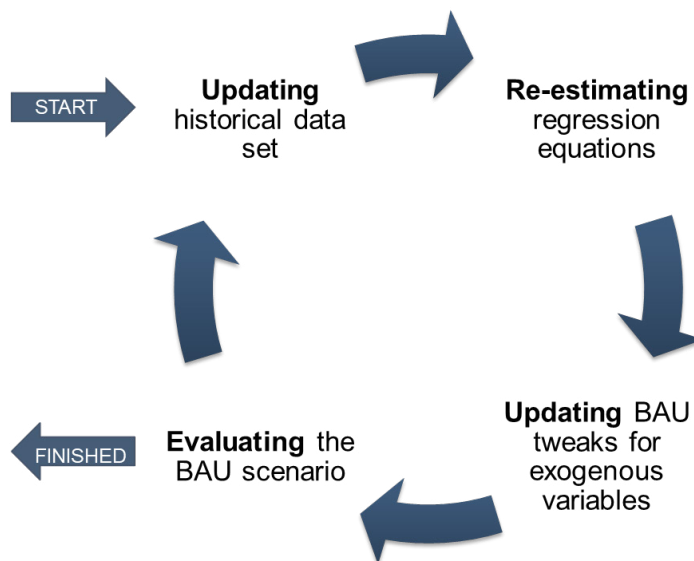 START
Updating
historical data
set
Re-estimating
regression
equations
Updating BAU
tweaks for
exogenous
variables
Evaluating the
BAU scenario
FINISHED